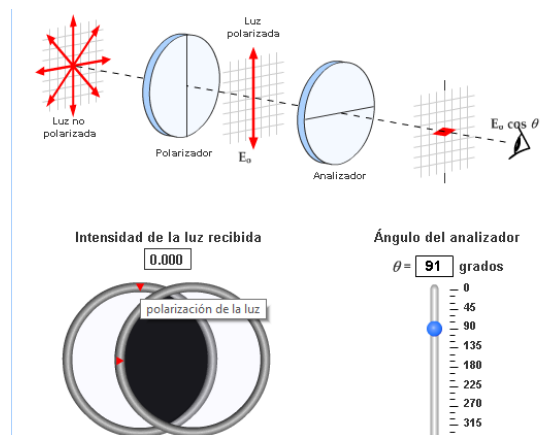 Luz
polarizada
Luz no
polarizada
Polarizador
E₀
Analizador
E₀ cos θ
Intensidad de la luz recibida
0.000
polarización de la luz
Ángulo del analizador
θ = 91 grados
0
45
90
135
180
225
270
315